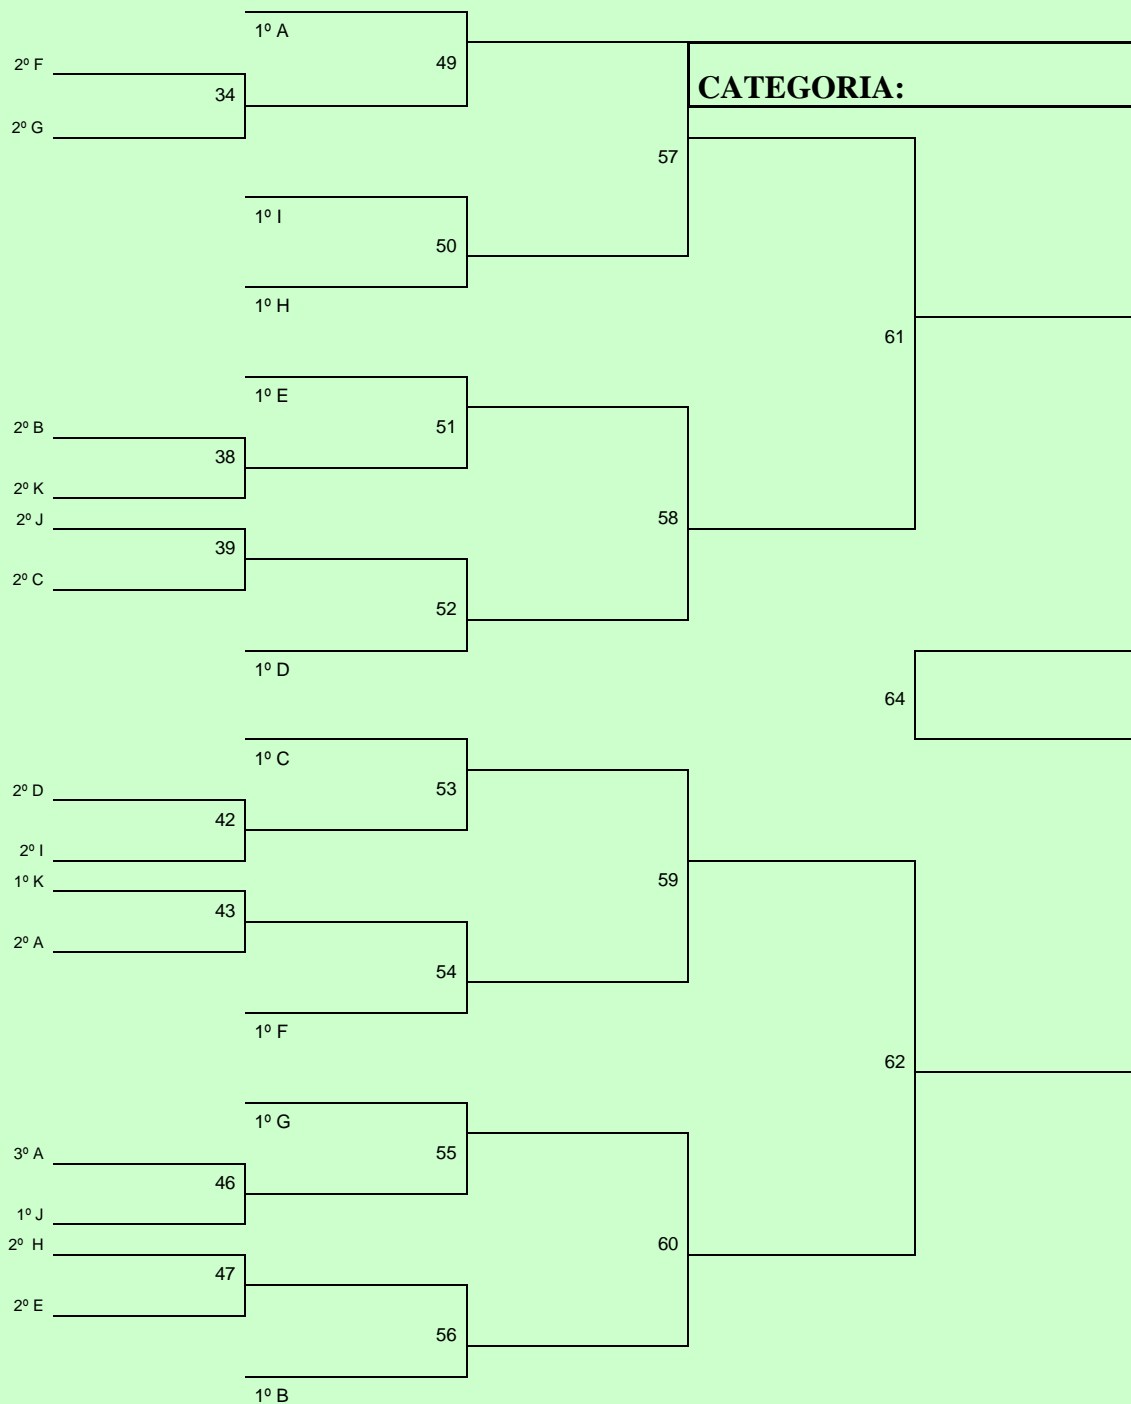 1º A
2º F
49
CATEGORIA:
34
2º G
57
1º I
50
1º H
61
1º E
2º B
51
38
2º K
2º J
58
39
2º C
52
1º D
64
1º C
2º D
53
42
2º I
1º K
59
43
2º A
54
1º F
62
1º G
3º A
55
46
1º J
2º H
60
47
2º E
56
1º B